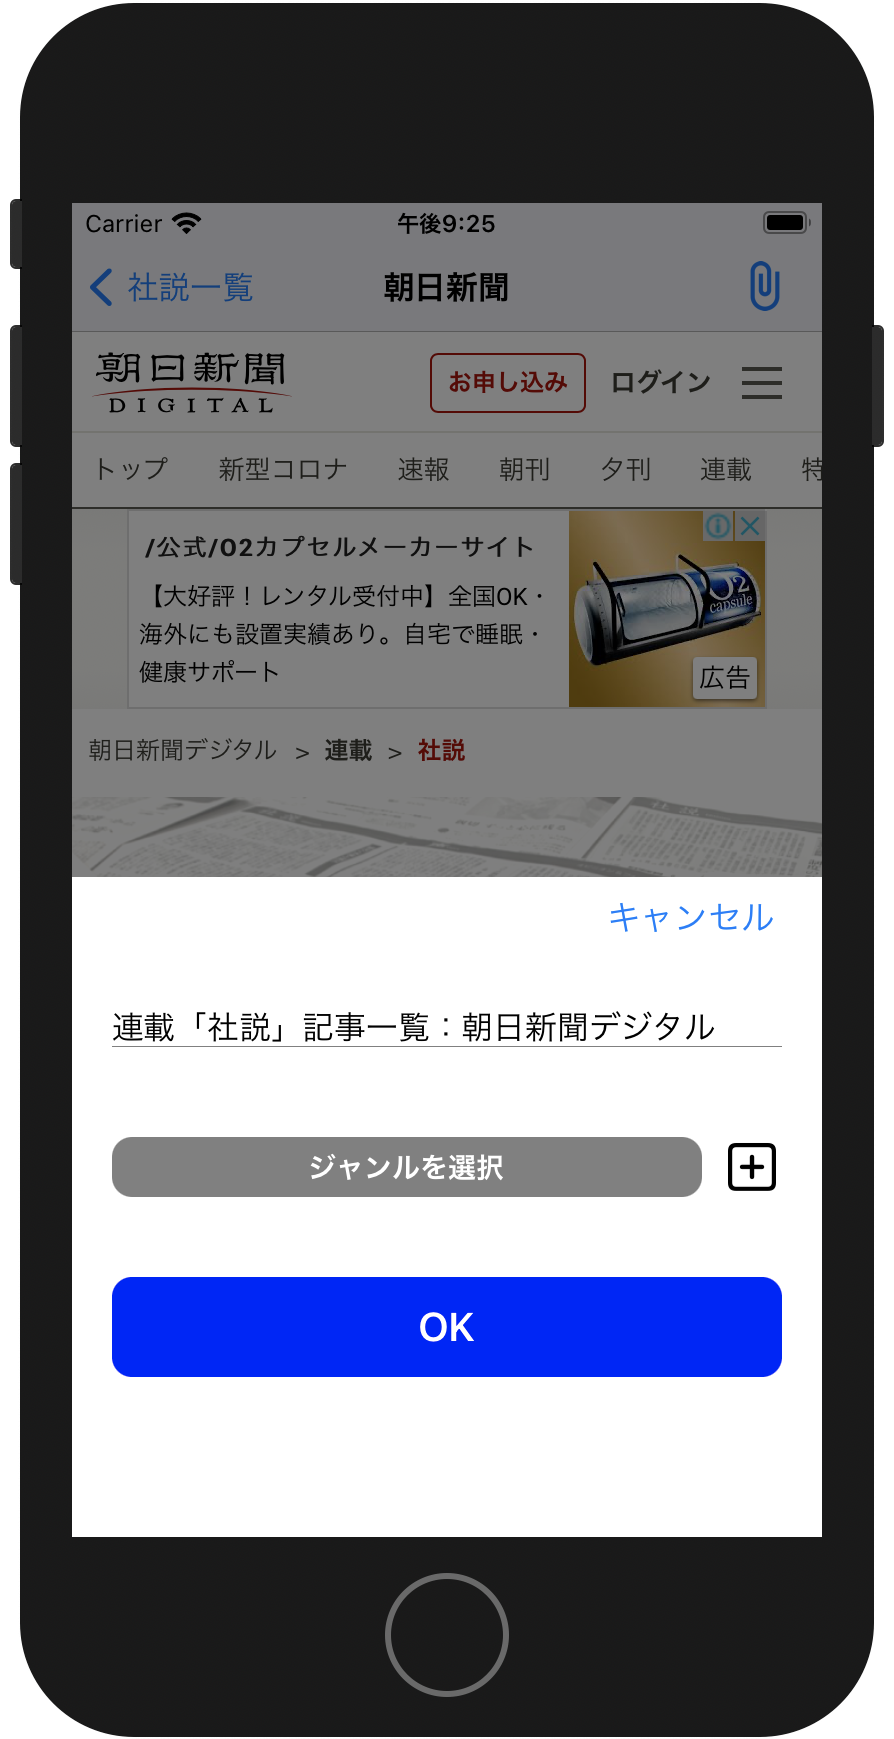 Carrier 午後9:25
社説一覧 朝日新聞
朝日新聞
DIGITAL
お申し込み ログイン
トップ 新型コロナ 速報 朝刊 夕刊 連載 特
/公式/O2カプセルメーカーサイト
【大好評！レンタル受付中】全国OK・
海外にも設置実績あり。自宅で睡眠・
健康サポート
O2
capsule
広告
朝日新聞デジタル > 連載 > 社説
キャンセル
連載「社説」記事一覧：朝日新聞デジタル
ジャンルを選択
OK